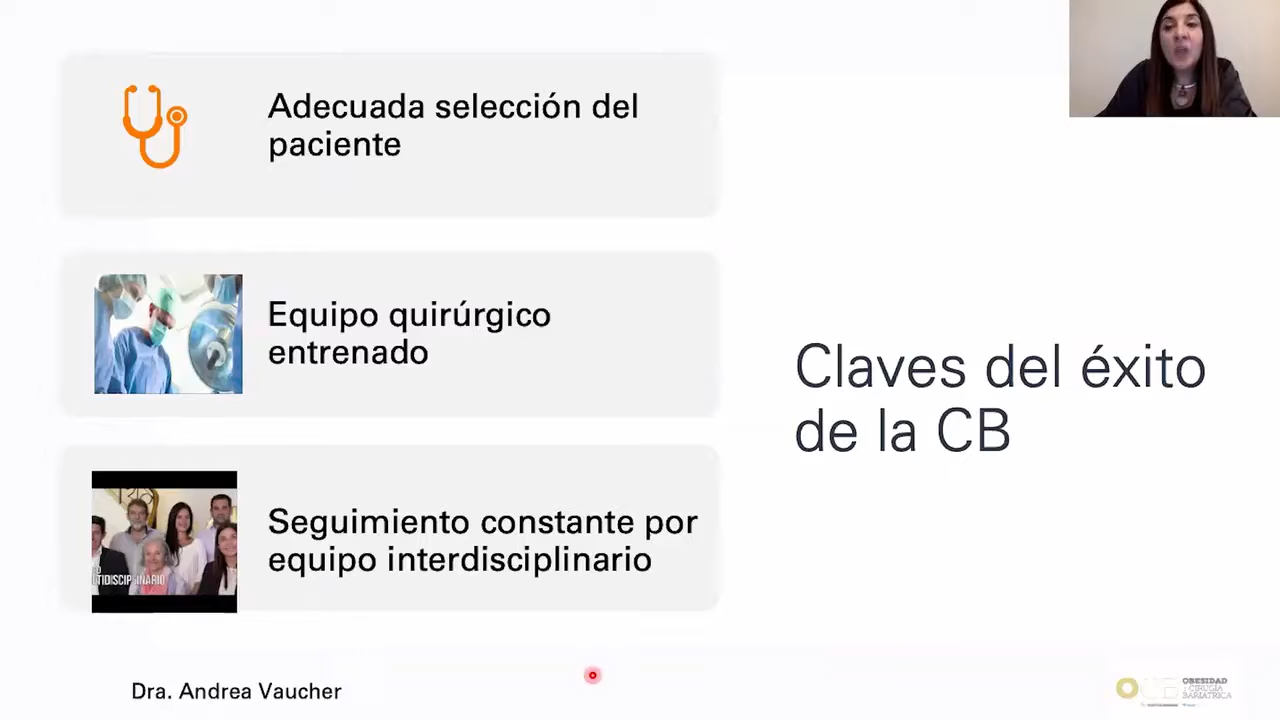 Adecuada selección del
paciente
Equipo quirúrgico
entrenado
Claves del éxito
de la CB
Seguimiento constante por
equipo interdisciplinario
TIDISCIPLINARIO
Dra. Andrea Vaucher
OBESIDAD
CIRUGÍA
BARIÁTRICA